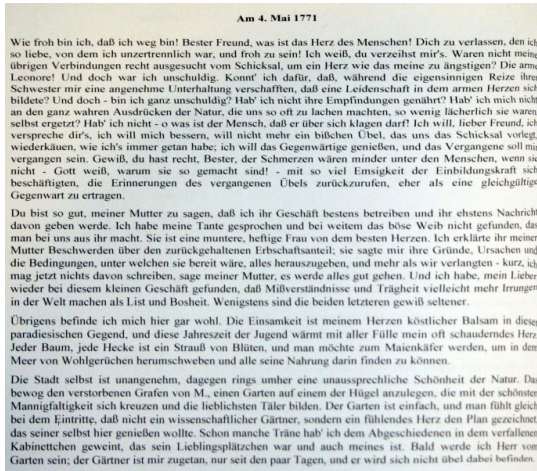 Am 4. Mai 1771
Wie froh bin ich, daß ich weg bin! Bester Freund, was ist das Herz des Menschen! Dich zu verlassen, den ich
so liebe, von dem ich unzertrennlich war, und froh zu sein! Ich weiß, du verzeihst mir's. Waren nicht meine
übrigen Verbindungen recht ausgesucht vom Schicksal, um ein Herz wie das meine zu ängstigen? Die arme
Leonore! Und doch war ich unschuldig. Konnt' ich dafür, daß, während die eigensinnigen Reize ihrer
Schwester mir eine angenehme Unterhaltung verschafften, daß eine Leidenschaft in dem armen Herzen sich
bildete? Und doch - bin ich ganz unschuldig? Hab' ich nicht ihre Empfindungen genährt? Hab' ich mich nicht
an den ganz wahren Ausdrücken der Natur, die uns so oft zu lachen machten, so wenig lächerlich sie waren
selbst ergetzt? Hab' ich nicht - o was ist der Mensch, daß er über sich klagen darf! Ich will, lieber Freund, ich
verspreche dir's, ich will mich bessern, will nicht mehr ein bißchen Übel, das uns das Schicksal vorlegt,
wiederkäuen, wie ich's immer getan habe; ich will das Gegenwärtige genießen, und das Vergangene soll mir
vergangen sein. Gewiß, du hast recht, Bester, der Schmerzen wären minder unter den Menschen, wenn sie
nicht - Gott weiß, warum sie so gemacht sind! - mit so viel Emsigkeit der Einbildungskraft sich
beschäftigten, die Erinnerungen des vergangenen Übels zurückzurufen, eher als eine gleichgültige
Gegenwart zu ertragen.
Du bist so gut, meiner Mutter zu sagen, daß ich ihr Geschäft bestens betreiben und ihr ehstens Nachricht
davon geben werde. Ich habe meine Tante gesprochen und bei weitem das böse Weib nicht gefunden, das
man bei uns aus ihr macht. Sie ist eine muntere, heftige Frau von dem besten Herzen. Ich erklärte ihr meiner
Mutter Beschwerden über den zurückgehaltenen Erbschaftsanteil; sie sagte mir ihre Gründe, Ursachen und
die Bedingungen, unter welchen sie bereit wäre, alles herauszugeben, und mehr als wir verlangten - kurz, ich
mag jetzt nichts davon schreiben, sage meiner Mutter, es werde alles gut gehen. Und ich habe, mein Lieber
wieder bei diesem kleinen Geschäft gefunden, daß Mißverständnisse und Trägheit vielleicht mehr Irrungen
in der Welt machen als List und Bosheit. Wenigstens sind die beiden letzteren gewiß seltener.
Übrigens befinde ich mich hier gar wohl. Die Einsamkeit ist meinem Herzen köstlicher Balsam in dieser
paradiesischen Gegend, und diese Jahreszeit der Jugend wärmt mit aller Fülle mein oft schauderndes Herz
Jeder Baum, jede Hecke ist ein Strauß von Blüten, und man möchte zum Maienkäfer werden, um in dem
Meer von Wohlgerüchen herumschweben und alle seine Nahrung darin finden zu können.
Die Stadt selbst ist unangenehm, dagegen rings umher eine unaussprechliche Schönheit der Natur. Das
bewog den verstorbenen Grafen von M., einen Garten auf einem der Hügel anzulegen, die mit der schönsten
Mannigfaltigkeit sich kreuzen und die lieblichsten Täler bilden. Der Garten ist einfach, und man fühlt gleich
bei dem Eintritte, daß nicht ein wissenschaftlicher Gärtner, sondern ein fühlendes Herz den Plan gezeichnet
das seiner selbst hier genießen wollte. Schon manche Träne hab' ich dem Abgeschiedenen in dem verfallenen
Kabinettchen geweint, das sein Lieblingsplätzchen war und auch meines ist. Bald werde ich Herr vom
Garten sein; der Gärtner ist mir zugetan, nur seit den paar Tagen, und er wird sich nicht übel dabei befinden.